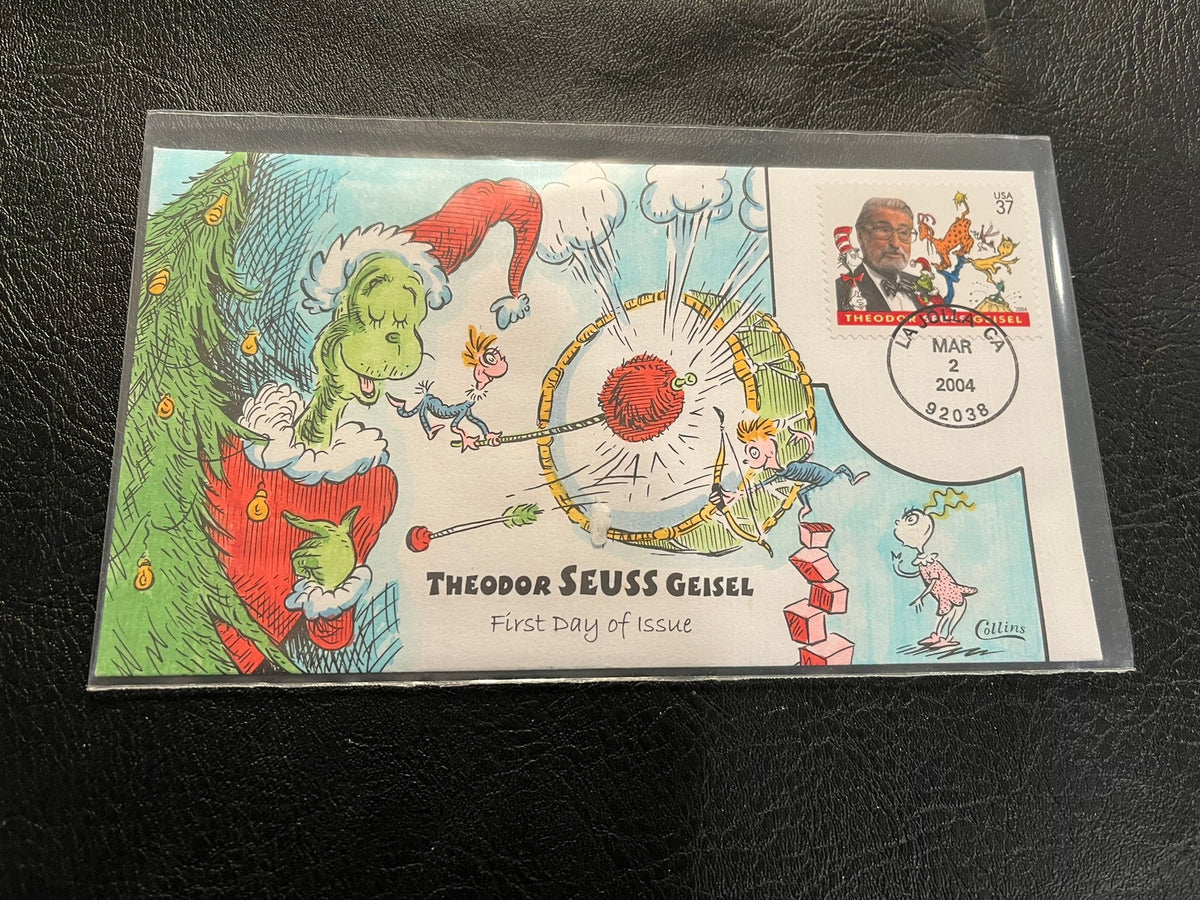 USA
37
2004
THEODOR SEUSS GEISEL
LA JOLLA, CA
MAR
2
2004
92038
THEODOR SEUSS GEISEL
First Day of Issue
Collins